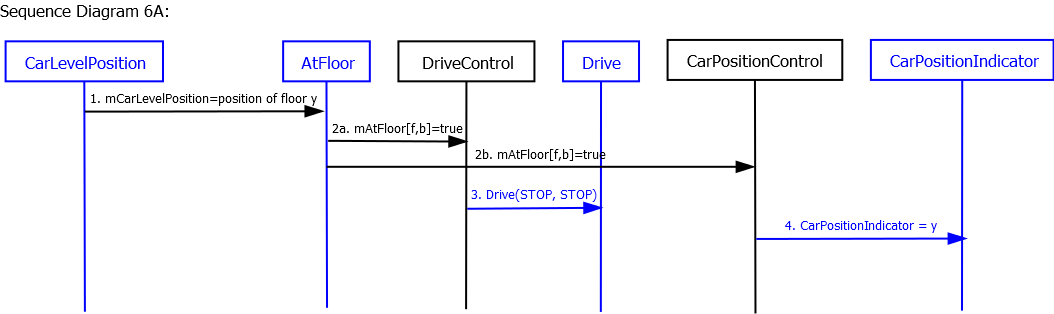 Sequence Diagram 6A:
CarLevelPosition
AtFloor
DriveControl
Drive
CarPositionControl
CarPositionIndicator
1. mCarLevelPosition=position of floor y
2a. mAtFloor[f,b]=true
2b. mAtFloor[f,b]=true
3. Drive(STOP, STOP)
4. CarPositionIndicator = y